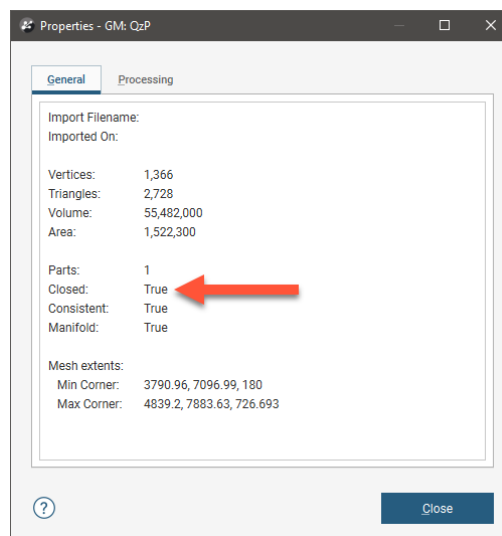 Properties - GM: QzP
General Processing
Import Filename:
Imported On:
Vertices: 1,366
Triangles: 2,728
Volume: 55,482,000
Area: 1,522,300
Parts: 1
Closed: True
Consistent: True
Manifold: True
Mesh extents:
Min Corner: 3790.96, 7096.99, 180
Max Corner: 4839.2, 7883.63, 726.693
?
Close